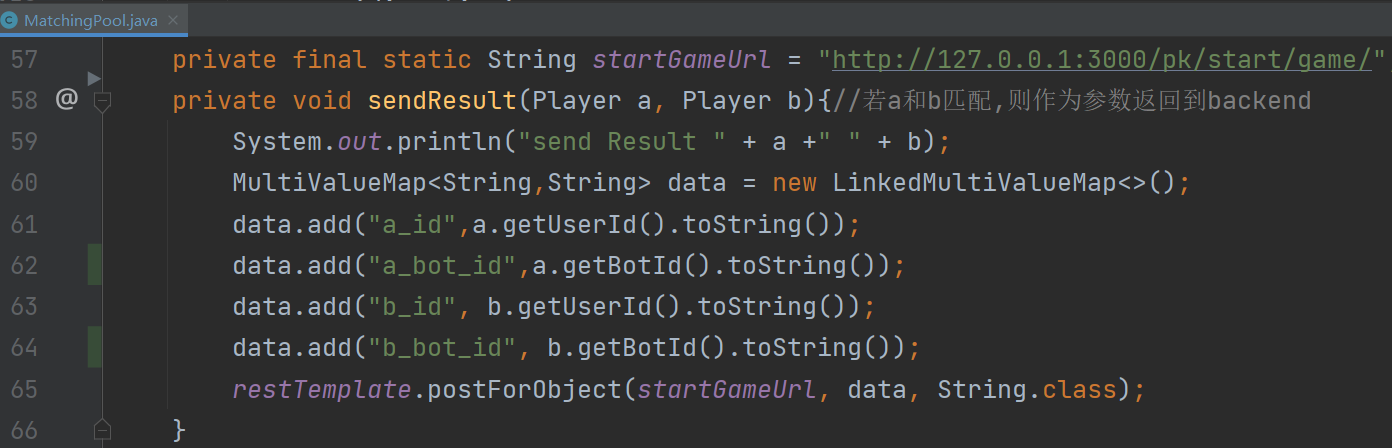 MatchingPool.java
57 private final static String startGameUrl = "http://127.0.0.1:3000/pk/start/game/"
58 @ private void sendResult(Player a, Player b){//若a和b匹配,则作为参数返回到backend
59 System.out.println("send Result " + a +" " + b);
60 MultiValueMap<String,String> data = new LinkedMultiValueMap<>();
61 data.add("a_id",a.getUserId().toString());
62 data.add("a_bot_id",a.getBotId().toString());
63 data.add("b_id", b.getUserId().toString());
64 data.add("b_bot_id", b.getBotId().toString());
65 restTemplate.postForObject(startGameUrl, data, String.class);
66 }